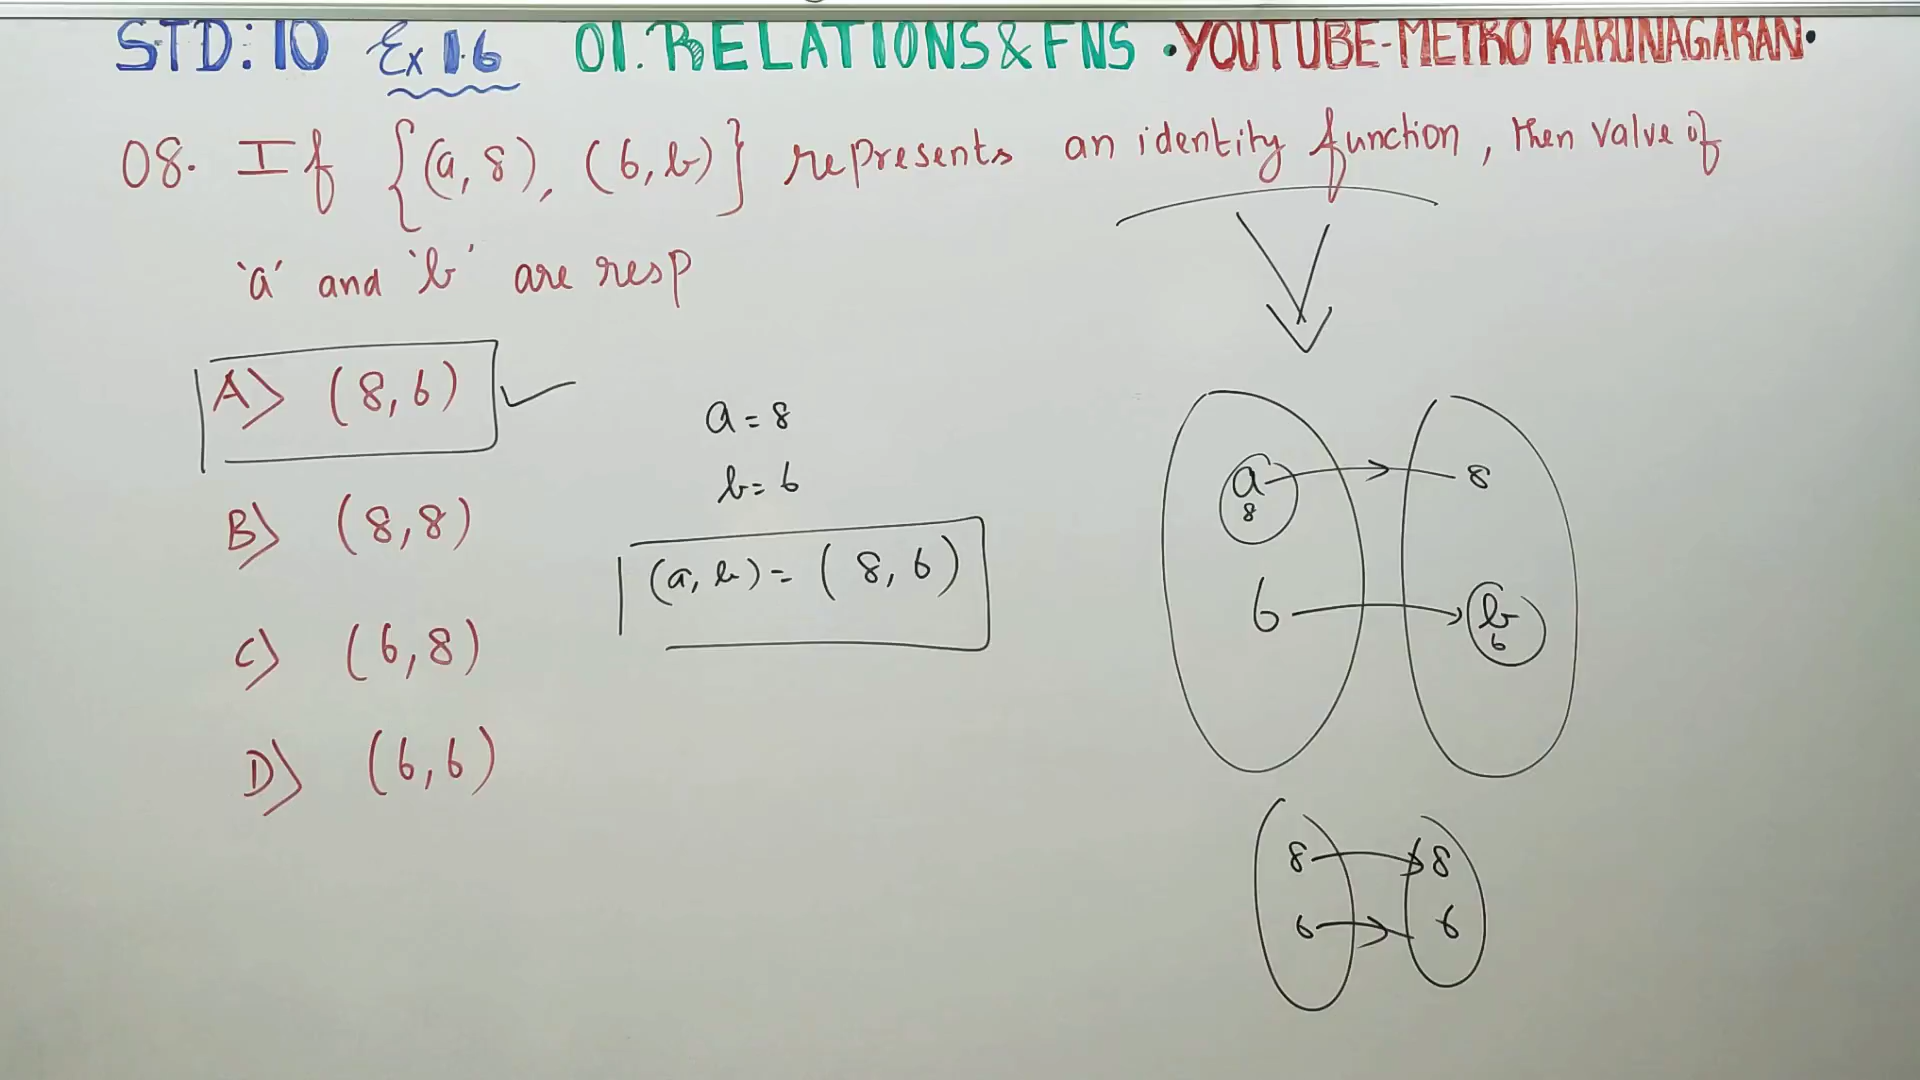 STD: 10 Ex 1.6 01. RELATIONS & FNS • YOUTUBE-METRO KARUNAGARAN •
08. If {(a, 8), (6, b)} represents an identity function, then value of
'a' and 'b' are resp
A) (8, 6)
B) (8, 8)
C) (6, 8)
D) (6, 6)
a = 8
b = 6
(a, b) = (8, 6)
a 8
8
6 b
6
8 8
6 6